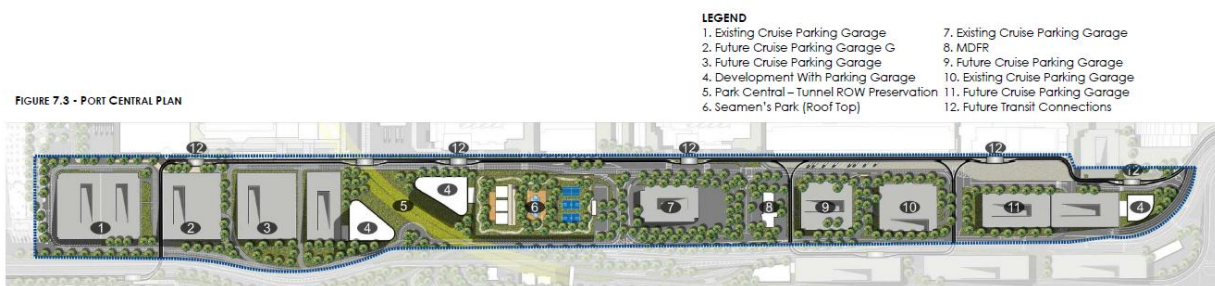 LEGEND
1. Existing Cruise Parking Garage
2. Future Cruise Parking Garage G
3. Future Cruise Parking Garage
4. Development With Parking Garage
5. Park Central – Tunnel ROW Preservation
6. Seamen's Park (Roof Top)
7. Existing Cruise Parking Garage
8. MDFR
9. Future Cruise Parking Garage
10. Existing Cruise Parking Garage
11. Future Cruise Parking Garage
12. Future Transit Connections
FIGURE 7.3 - PORT CENTRAL PLAN
12
12
12
12
12
1
2
3
4
5
4
6
7
8
9
10
11
4